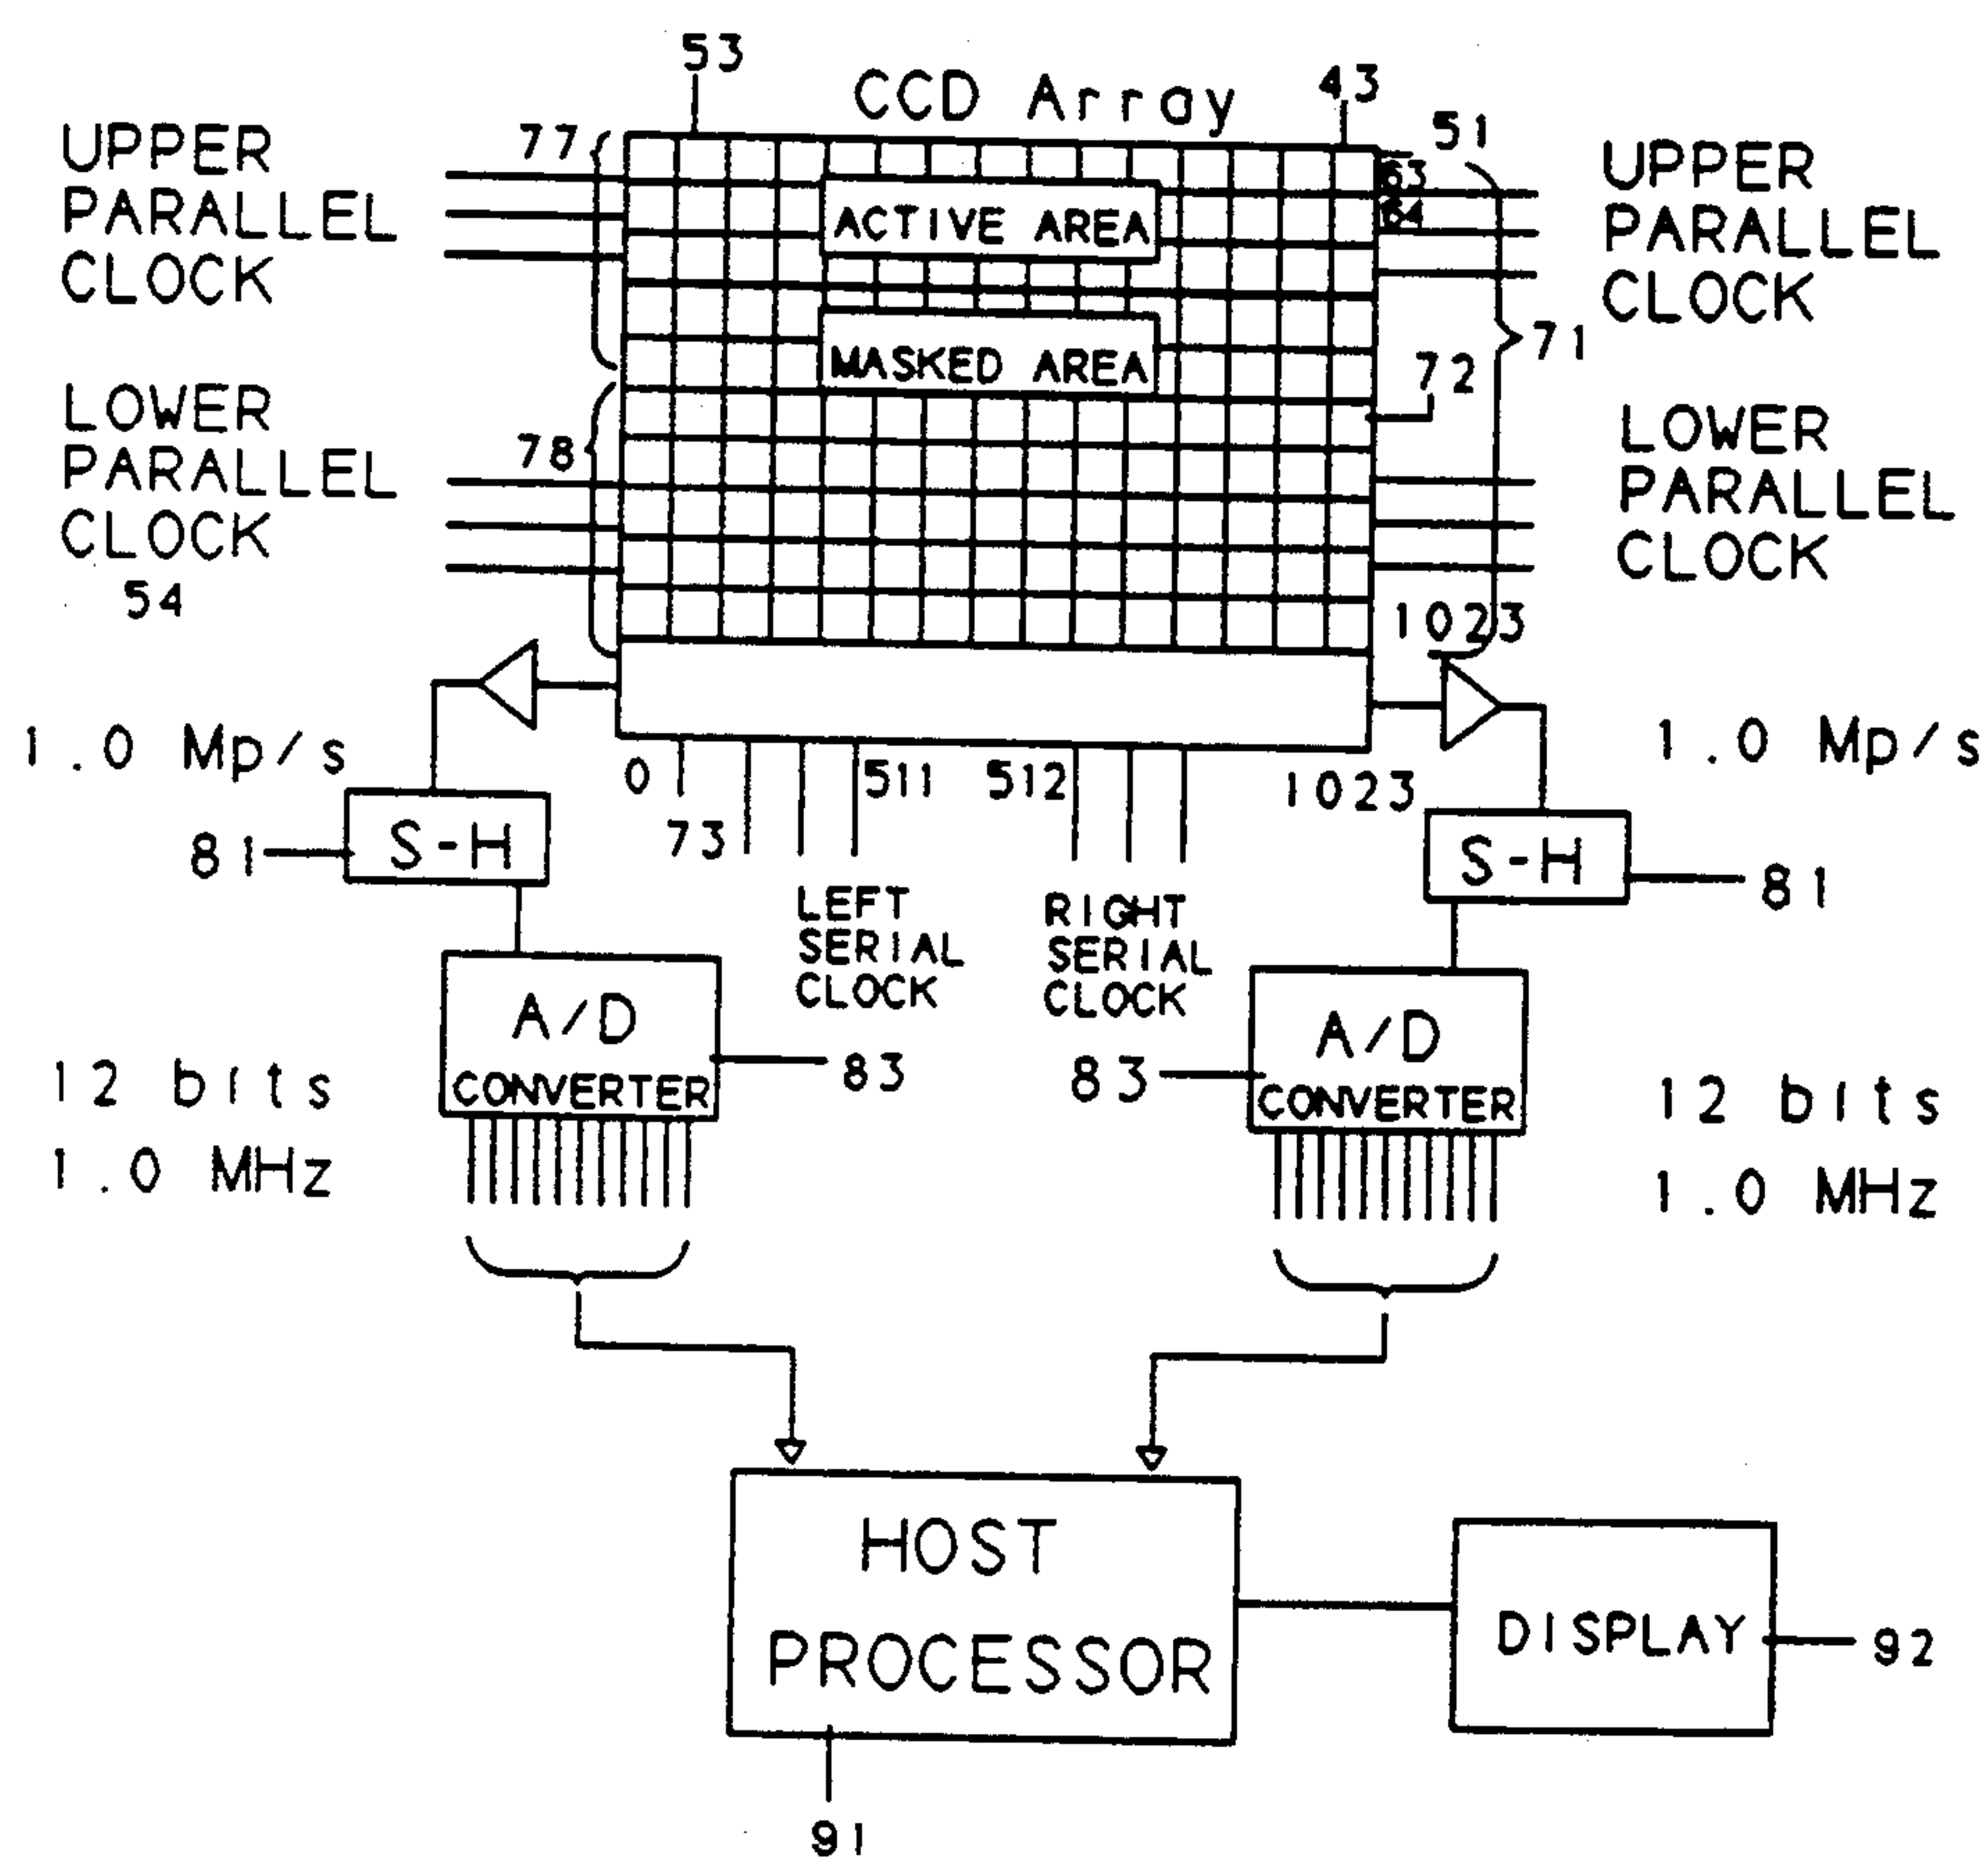 53
CCD Array
43
51
77
UPPER
PARALLEL
CLOCK
UPPER
PARALLEL
CLOCK
63
64
ACTIVE AREA
71
MASKED AREA
72
LOWER
PARALLEL
CLOCK
78
LOWER
PARALLEL
CLOCK
54
1023
1.0 Mp/s
1.0 Mp/s
0
511
512
1023
73
81
S-H
S-H
81
LEFT
SERIAL
CLOCK
RIGHT
SERIAL
CLOCK
A/D
CONVERTER
83
83
A/D
CONVERTER
12 bits
1.0 MHz
12 bits
1.0 MHz
HOST
PROCESSOR
DISPLAY
92
91